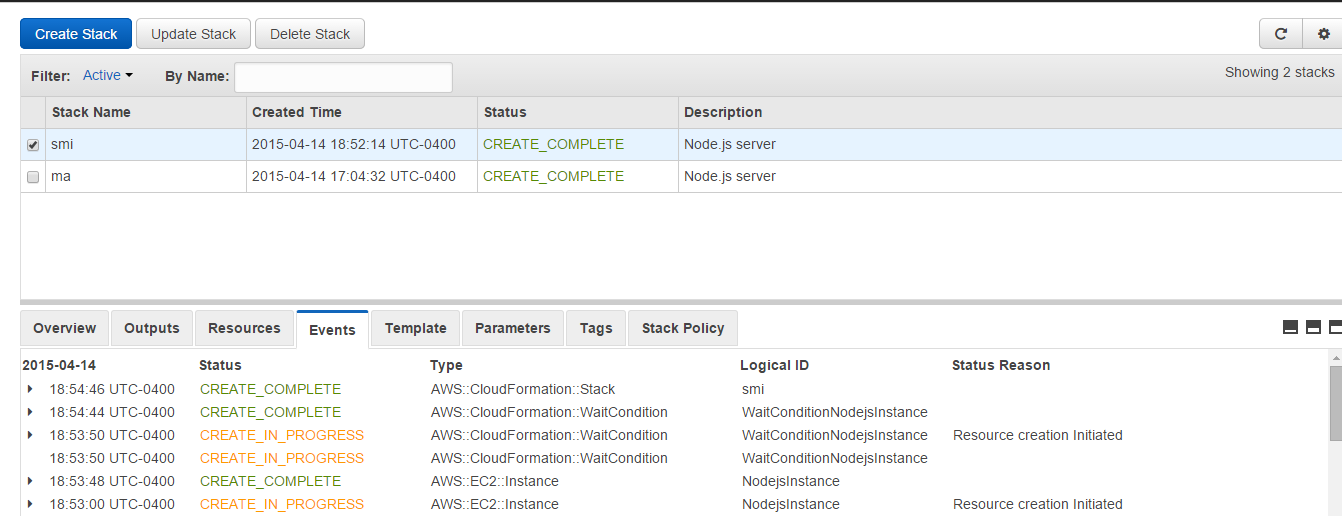 Create Stack Update Stack Delete Stack
Filter: Active By Name: Showing 2 stacks
Stack Name Created Time Status Description
smi 2015-04-14 18:52:14 UTC-0400 CREATE_COMPLETE Node.js server
ma 2015-04-14 17:04:32 UTC-0400 CREATE_COMPLETE Node.js server
Overview Outputs Resources Events Template Parameters Tags Stack Policy
2015-04-14 Status Type Logical ID Status Reason
18:54:46 UTC-0400 CREATE_COMPLETE AWS::CloudFormation::Stack smi
18:54:44 UTC-0400 CREATE_COMPLETE AWS::CloudFormation::WaitCondition WaitConditionNodejsInstance
18:53:50 UTC-0400 CREATE_IN_PROGRESS AWS::CloudFormation::WaitCondition WaitConditionNodejsInstance Resource creation Initiated
18:53:50 UTC-0400 CREATE_IN_PROGRESS AWS::CloudFormation::WaitCondition WaitConditionNodejsInstance
18:53:48 UTC-0400 CREATE_COMPLETE AWS::EC2::Instance NodejsInstance
18:53:00 UTC-0400 CREATE_IN_PROGRESS AWS::EC2::Instance NodejsInstance Resource creation Initiated